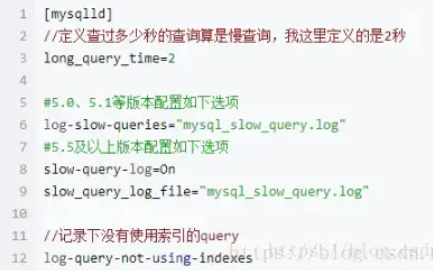 1 [mysqlld]
2 //定义查过多少秒的查询算是慢查询，我这里定义的是2秒
3 long_query_time=2
4
5 #5.0、5.1等版本配置如下选项
6 log-slow-queries="mysql_slow_query.log"
7 #5.5及以上版本配置如下选项
8 slow-query-log=On
9 slow_query_log_file="mysql_slow_query.log"
10
11 //记录下没有使用索引的query
12 log-query-not-using-indexes